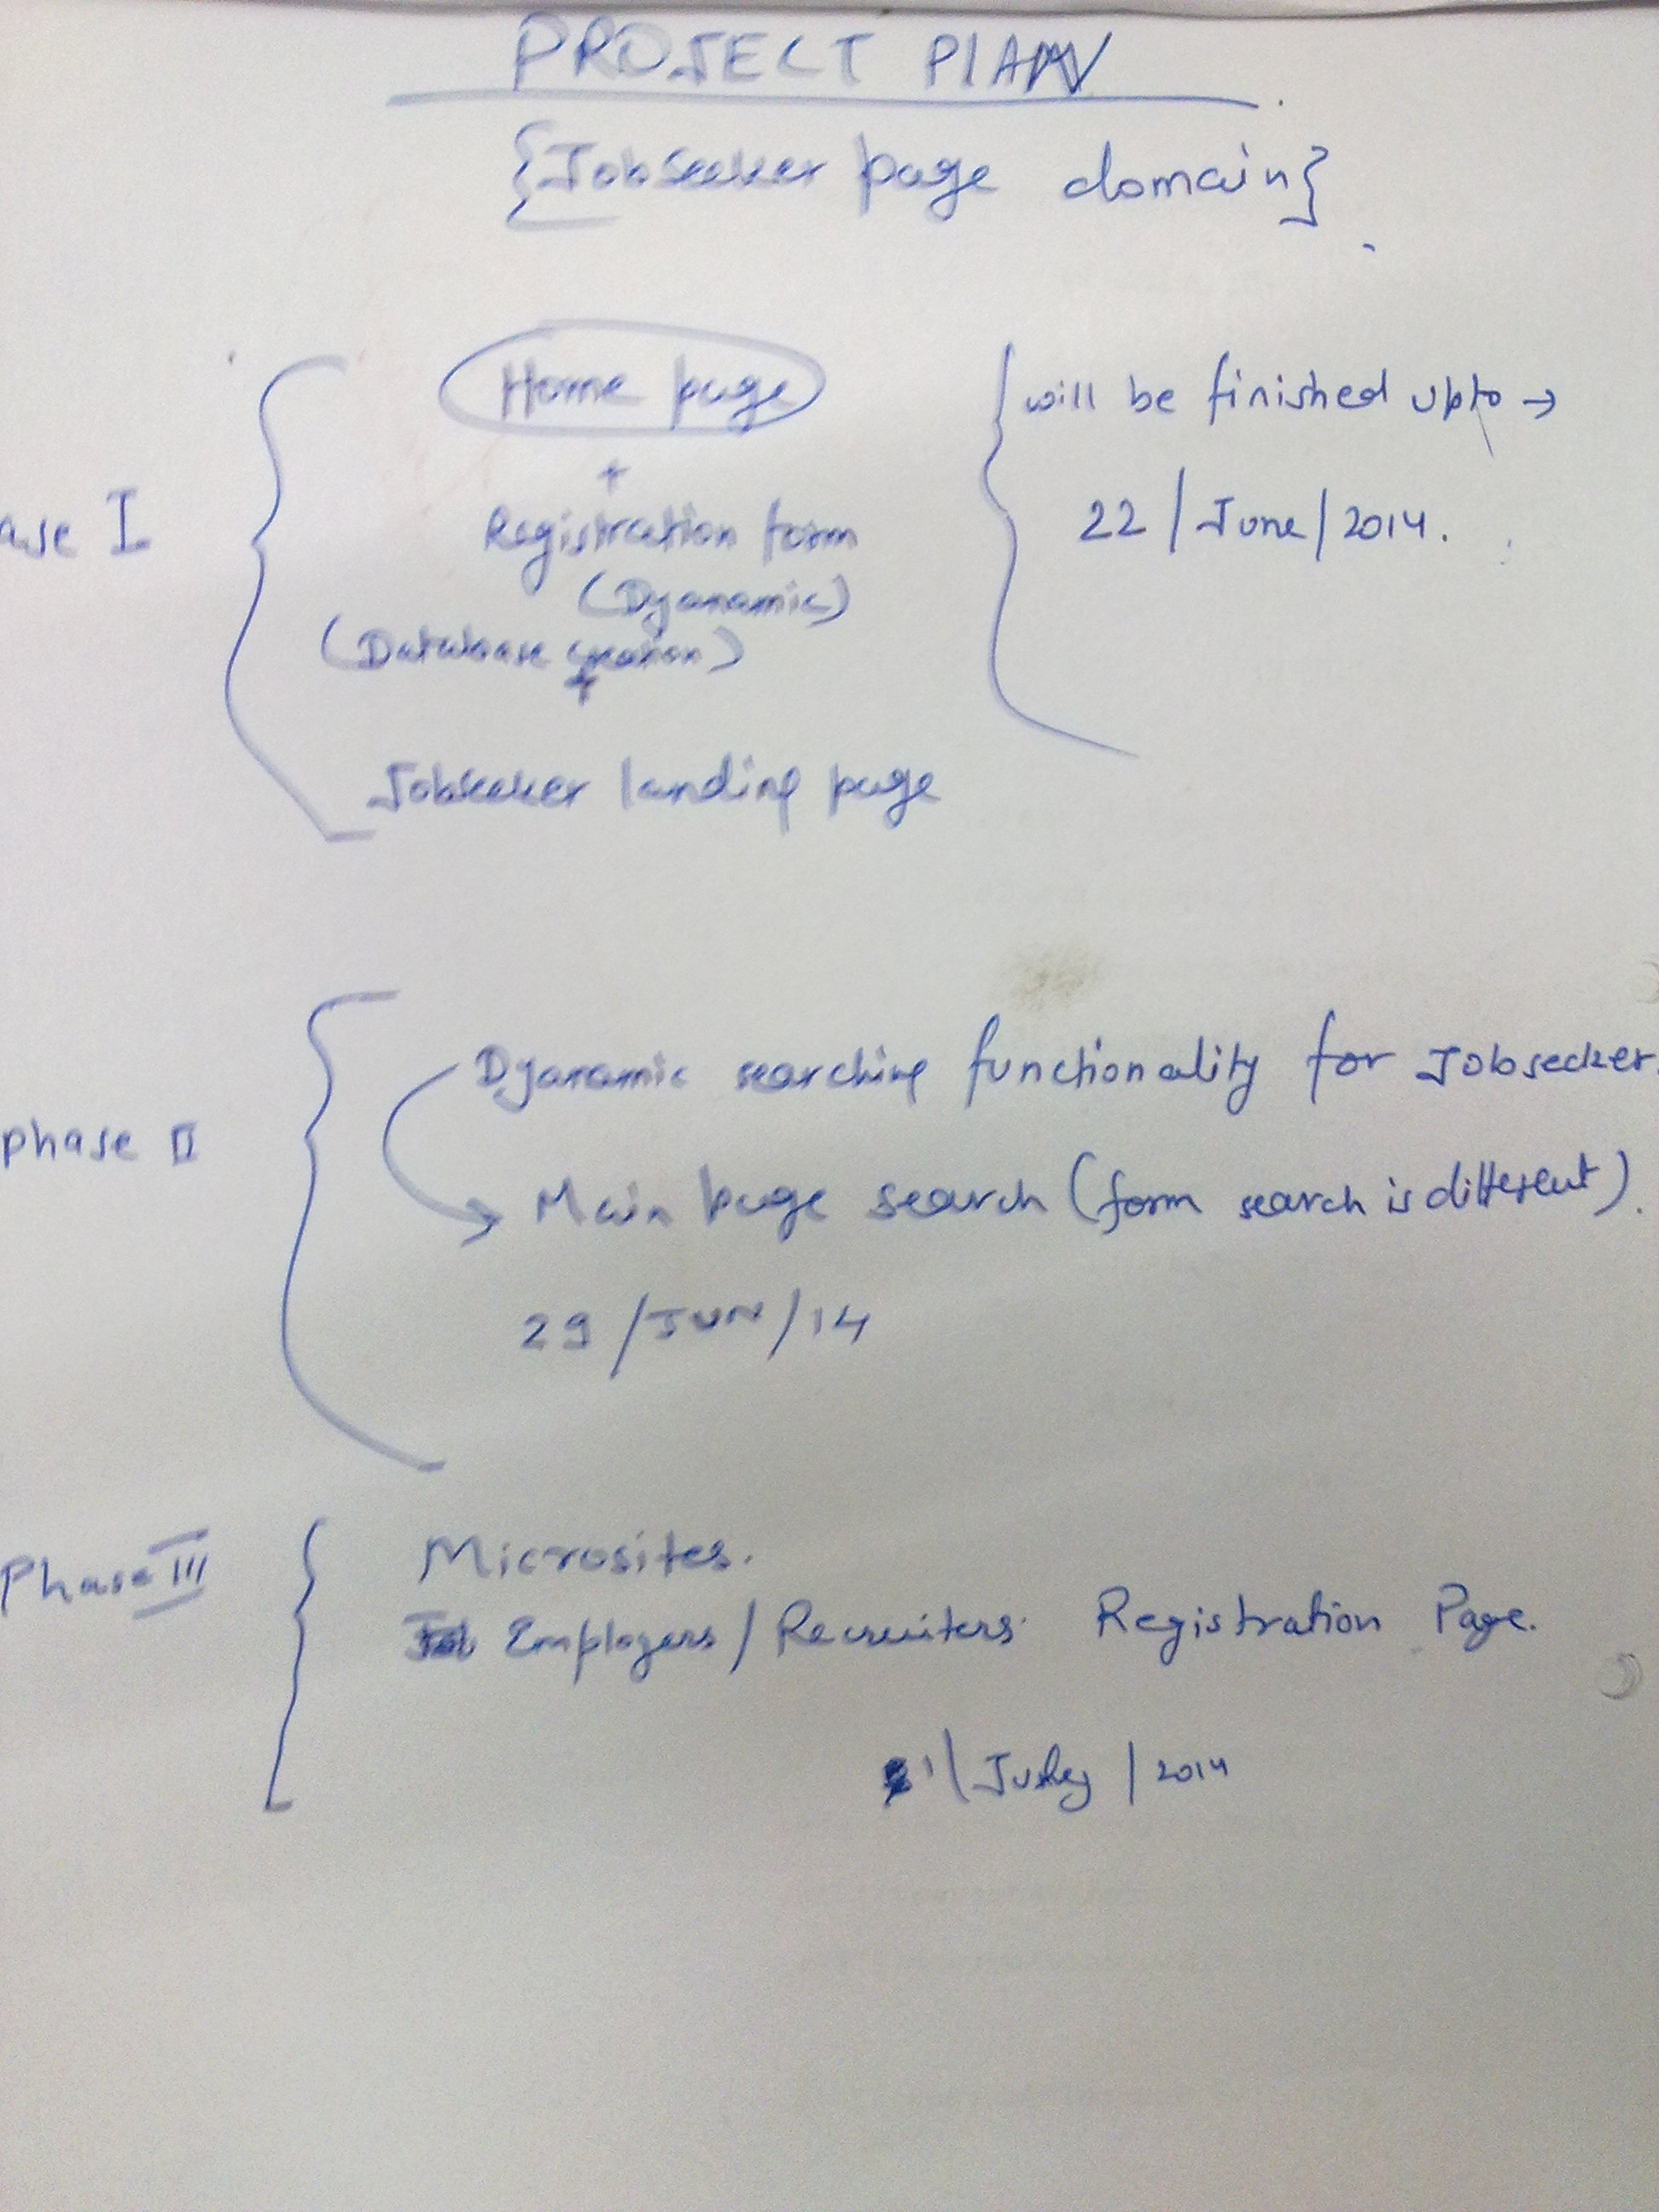 PROJECT PLAN
{Jobseeker page domain}
Home page
will be finished upto →
+
ase I
Registration form
22 / June / 2014.
(Dyanamic)
(Database creation)
+
Jobseeker landing page
Dyanamic searching functionality for Jobseeker.
phase II
Main page search (form search is different).
29 / JUN / 14
Phase III
Microsites.
Employers / Recruiters Registration Page.
1 / July / 2014